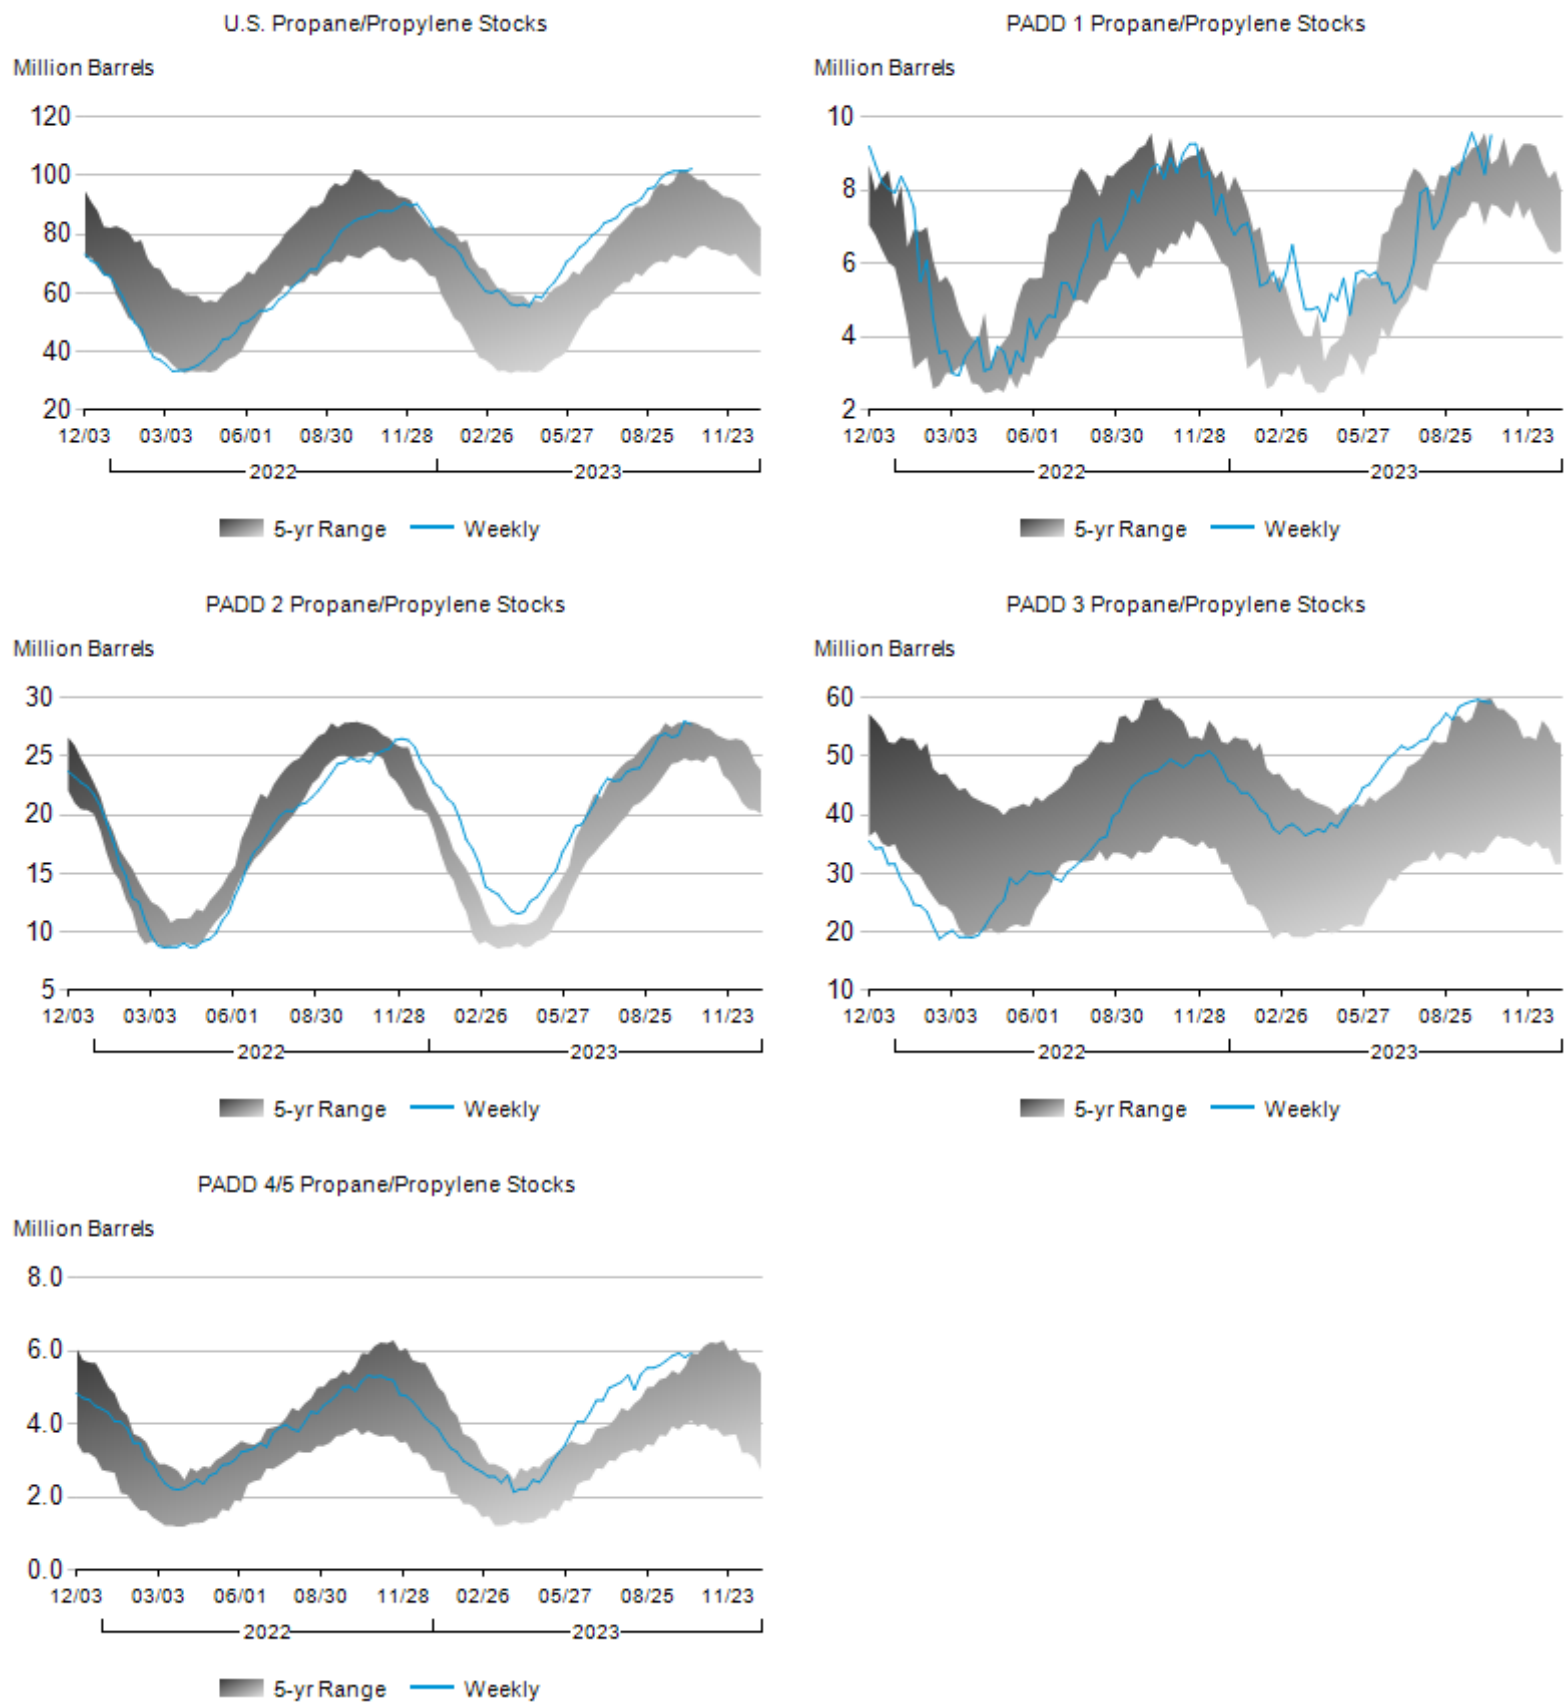 U.S. Propane/Propylene Stocks
Million Barrels
120
100
80
60
40
20
12/03 03/03 06/01 08/30 11/28 02/26 05/27 08/25 11/23
2022 2023
5-yr Range Weekly
PADD 1 Propane/Propylene Stocks
Million Barrels
10
8
6
4
2
12/03 03/03 06/01 08/30 11/28 02/26 05/27 08/25 11/23
2022 2023
5-yr Range Weekly
PADD 2 Propane/Propylene Stocks
Million Barrels
30
25
20
15
10
5
12/03 03/03 06/01 08/30 11/28 02/26 05/27 08/25 11/23
2022 2023
5-yr Range Weekly
PADD 3 Propane/Propylene Stocks
Million Barrels
60
50
40
30
20
10
12/03 03/03 06/01 08/30 11/28 02/26 05/27 08/25 11/23
2022 2023
5-yr Range Weekly
PADD 4/5 Propane/Propylene Stocks
Million Barrels
8.0
6.0
4.0
2.0
0.0
12/03 03/03 06/01 08/30 11/28 02/26 05/27 08/25 11/23
2022 2023
5-yr Range Weekly